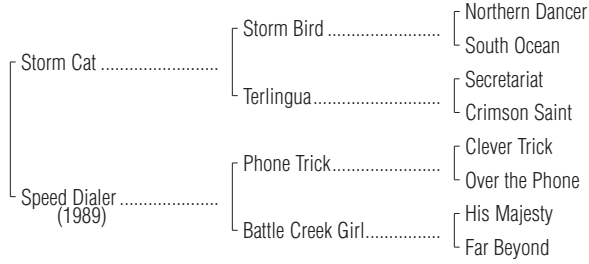 Northern Dancer
Storm Bird ........................
South Ocean
Storm Cat .........................
Secretariat
Terlingua...........................
Crimson Saint
Clever Trick
Phone Trick.......................
Over the Phone
Speed Dialer .....................
(1989)
His Majesty
Battle Creek Girl................
Far Beyond